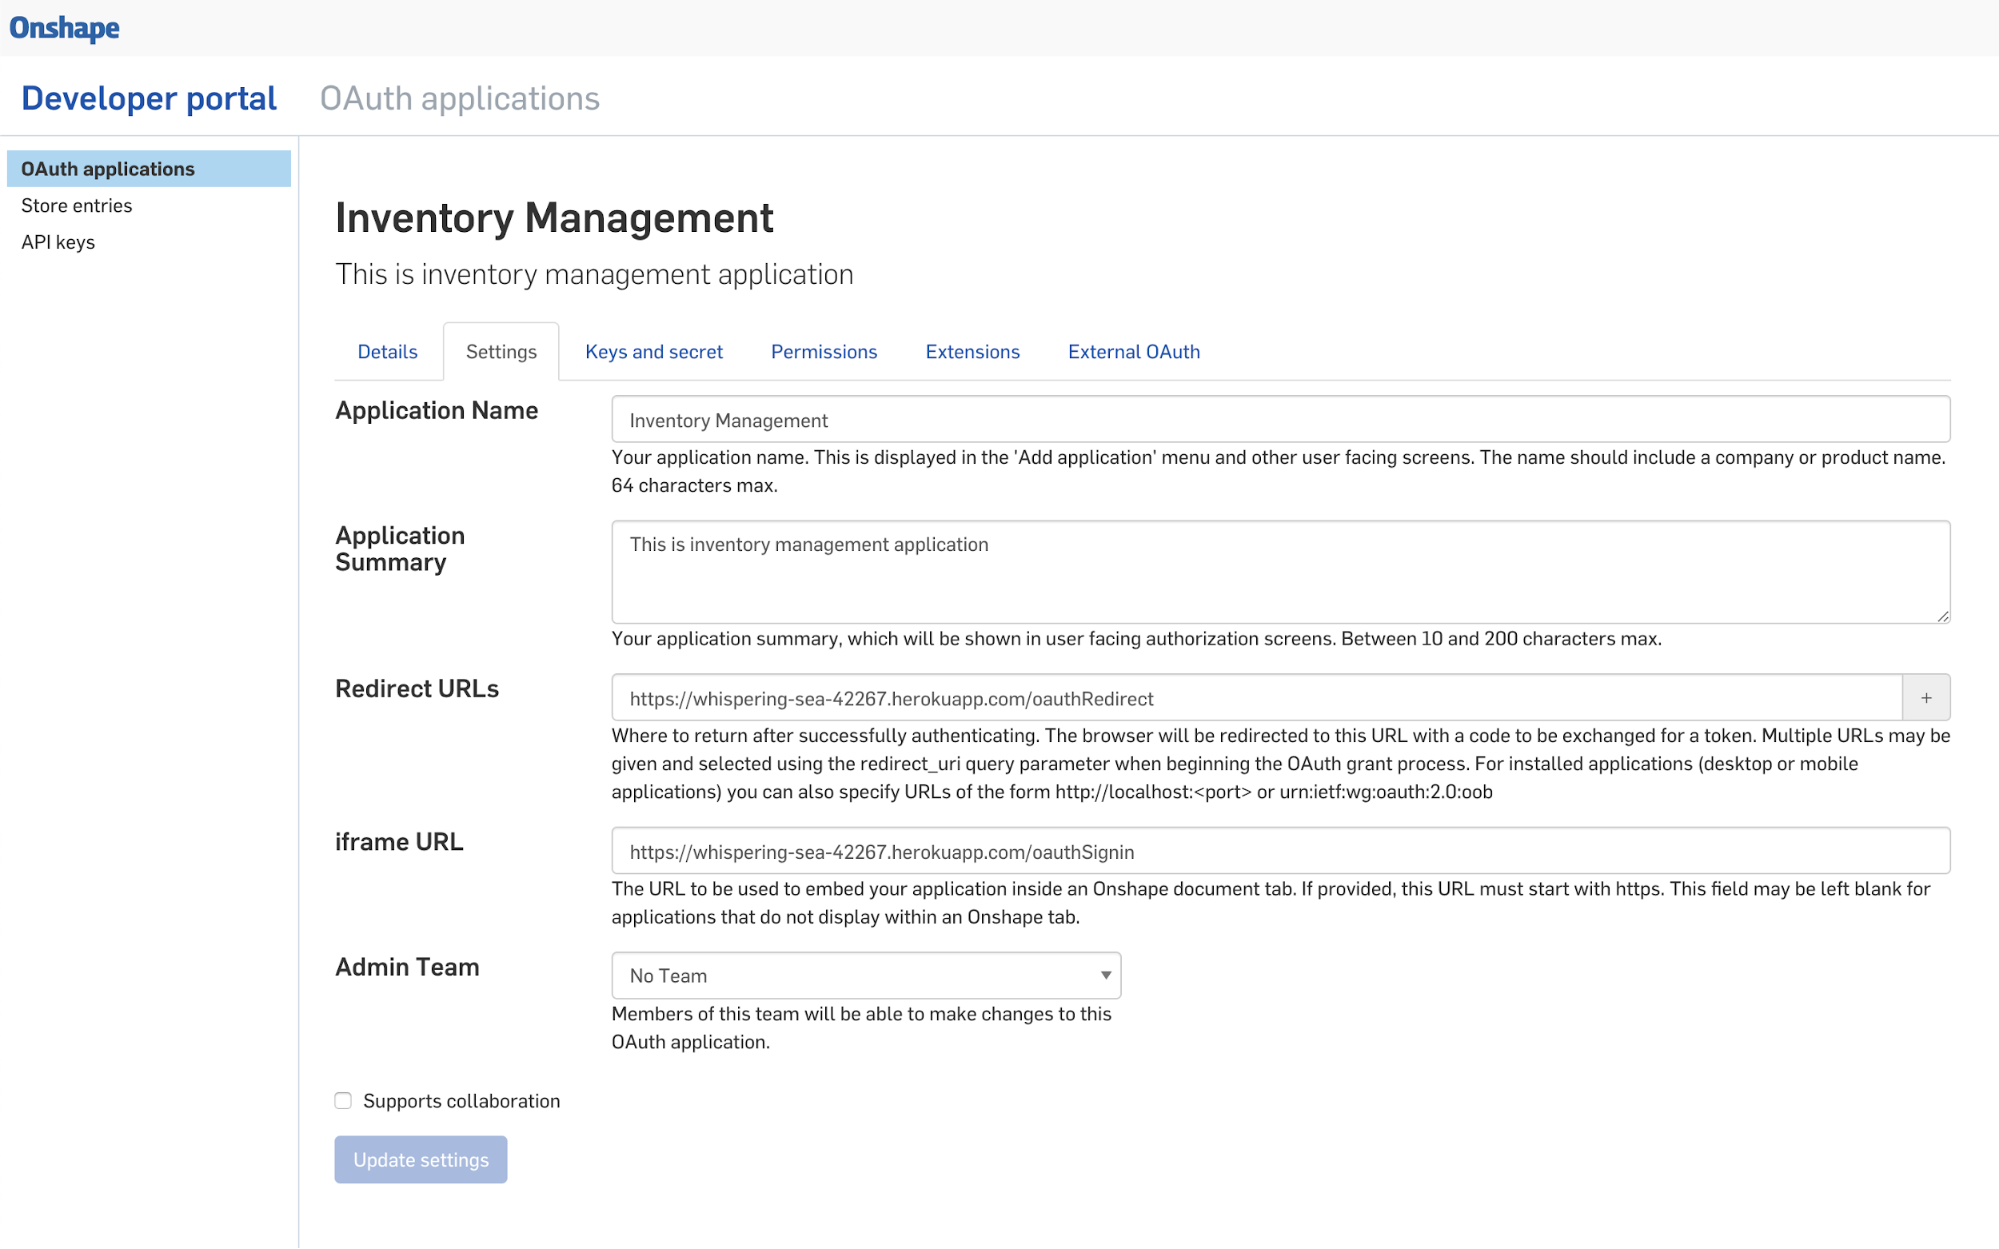 Onshape
Developer portal
OAuth applications
OAuth applications
Store entries
API keys
Inventory Management
This is inventory management application
Details
Settings
Keys and secret
Permissions
Extensions
External OAuth
Application Name
Inventory Management
Your application name. This is displayed in the 'Add application' menu and other user facing screens. The name should include a company or product name.
64 characters max.
Application
Summary
This is inventory management application
Your application summary, which will be shown in user facing authorization screens. Between 10 and 200 characters max.
Redirect URLs
https://whispering-sea-42267.herokuapp.com/oauthRedirect
+
Where to return after successfully authenticating. The browser will be redirected to this URL with a code to be exchanged for a token. Multiple URLs may be
given and selected using the redirect_uri query parameter when beginning the OAuth grant process. For installed applications (desktop or mobile
applications) you can also specify URLs of the form http://localhost:<port> or urn:ietf:wg:oauth:2.0:oob
iframe URL
https://whispering-sea-42267.herokuapp.com/oauthSignin
The URL to be used to embed your application inside an Onshape document tab. If provided, this URL must start with https. This field may be left blank for
applications that do not display within an Onshape tab.
Admin Team
No Team
Members of this team will be able to make changes to this
OAuth application.
Supports collaboration
Update settings